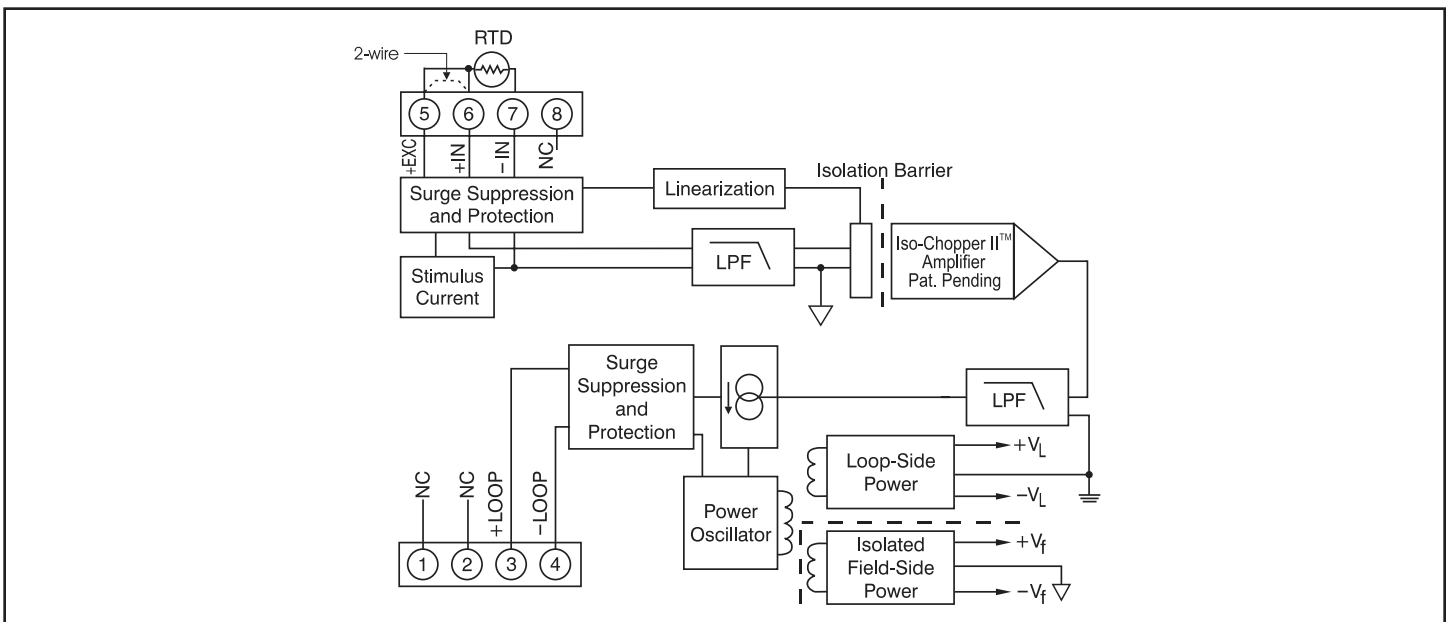 RTD
2-wire
5
6
7
8
+EXC
+IN
–IN
NC
Surge Suppression
and Protection
Linearization
Isolation Barrier
Stimulus
Current
LPF
Iso-Chopper II™
Amplifier
Pat. Pending
Surge
Suppression
and
Protection
LPF
Loop-Side
Power
+VL
–VL
NC
NC
+LOOP
–LOOP
Power
Oscillator
Isolated
Field-Side
Power
+Vf
–Vf
1
2
3
4